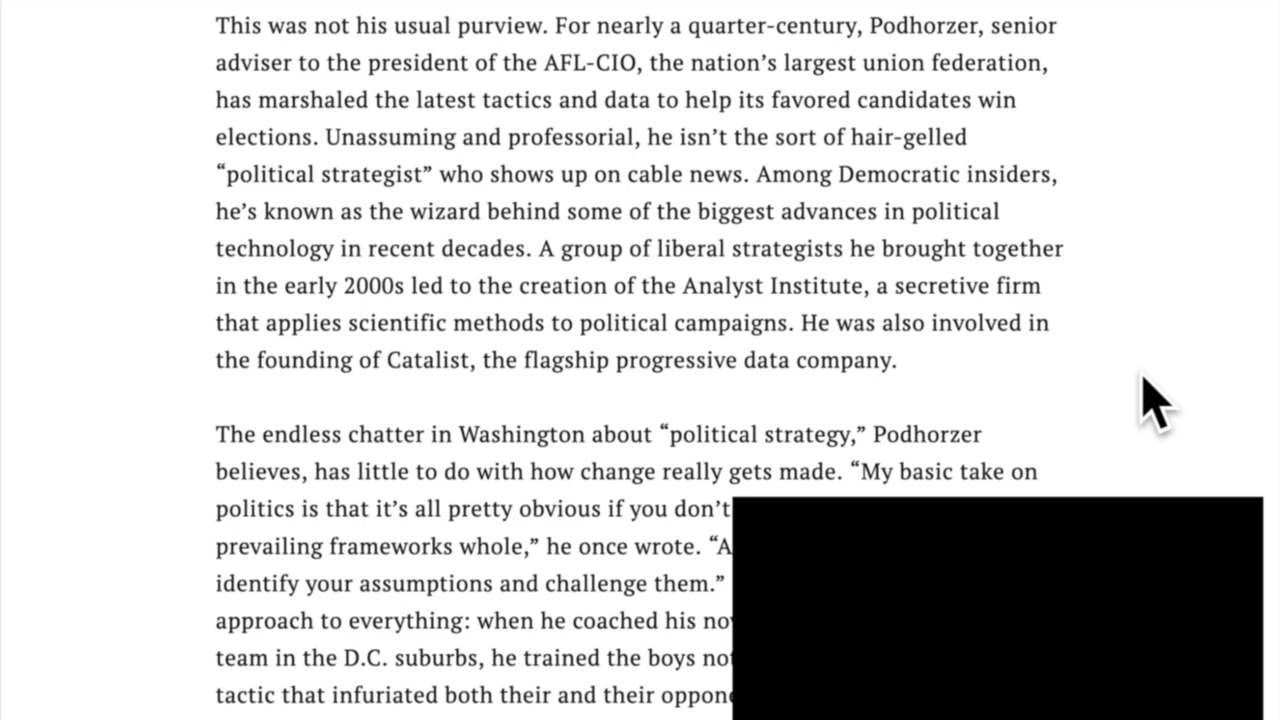 This was not his usual purview. For nearly a quarter-century, Podhorzer, senior
adviser to the president of the AFL-CIO, the nation’s largest union federation,
has marshaled the latest tactics and data to help its favored candidates win
elections. Unassuming and professorial, he isn’t the sort of hair-gelled
“political strategist” who shows up on cable news. Among Democratic insiders,
he’s known as the wizard behind some of the biggest advances in political
technology in recent decades. A group of liberal strategists he brought together
in the early 2000s led to the creation of the Analyst Institute, a secretive firm
that applies scientific methods to political campaigns. He was also involved in
the founding of Catalist, the flagship progressive data company.
The endless chatter in Washington about “political strategy,” Podhorzer
believes, has little to do with how change really gets made. “My basic take on
politics is that it’s all pretty obvious if you don’t
prevailing frameworks whole,” he once wrote. “A
identify your assumptions and challenge them.”
approach to everything: when he coached his
team in the D.C. suburbs, he trained the boys
tactic that infuriated both their and their